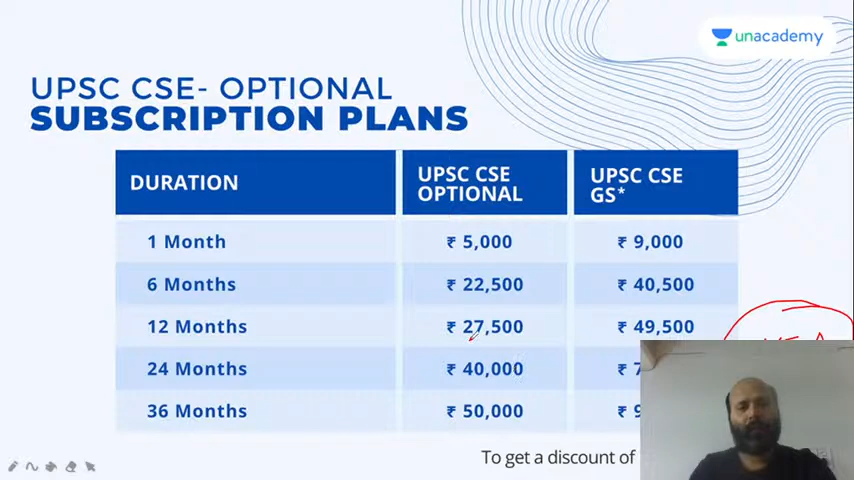 unacademy
UPSC CSE- OPTIONAL
SUBSCRIPTION PLANS
DURATION UPSC CSE OPTIONAL UPSC CSE GS*
1 Month ₹ 5,000 ₹ 9,000
6 Months ₹ 22,500 ₹ 40,500
12 Months ₹ 27,500 ₹ 49,500
24 Months ₹ 40,000 ₹ 7
36 Months ₹ 50,000 ₹ 9
To get a discount of